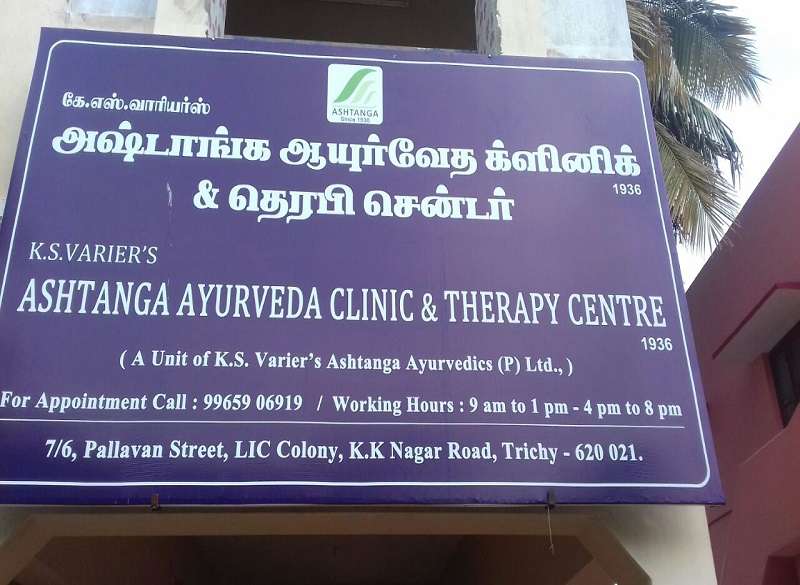 ASHTANGA
Since 1936
கே.எஸ்.வாரியர்ஸ்
அஷ்டாங்க ஆயுர்வேத க்ளினிக்
1936
& தெரபி சென்டர்
K.S.VARIER'S
ASHTANGA AYURVEDA CLINIC & THERAPY CENTRE
1936
( A Unit of K.S. Varier's Ashtanga Ayurvedics (P) Ltd., )
For Appointment Call : 99659 06919 / Working Hours : 9 am to 1 pm - 4 pm to 8 pm
7/6, Pallavan Street, LIC Colony, K.K Nagar Road, Trichy - 620 021.